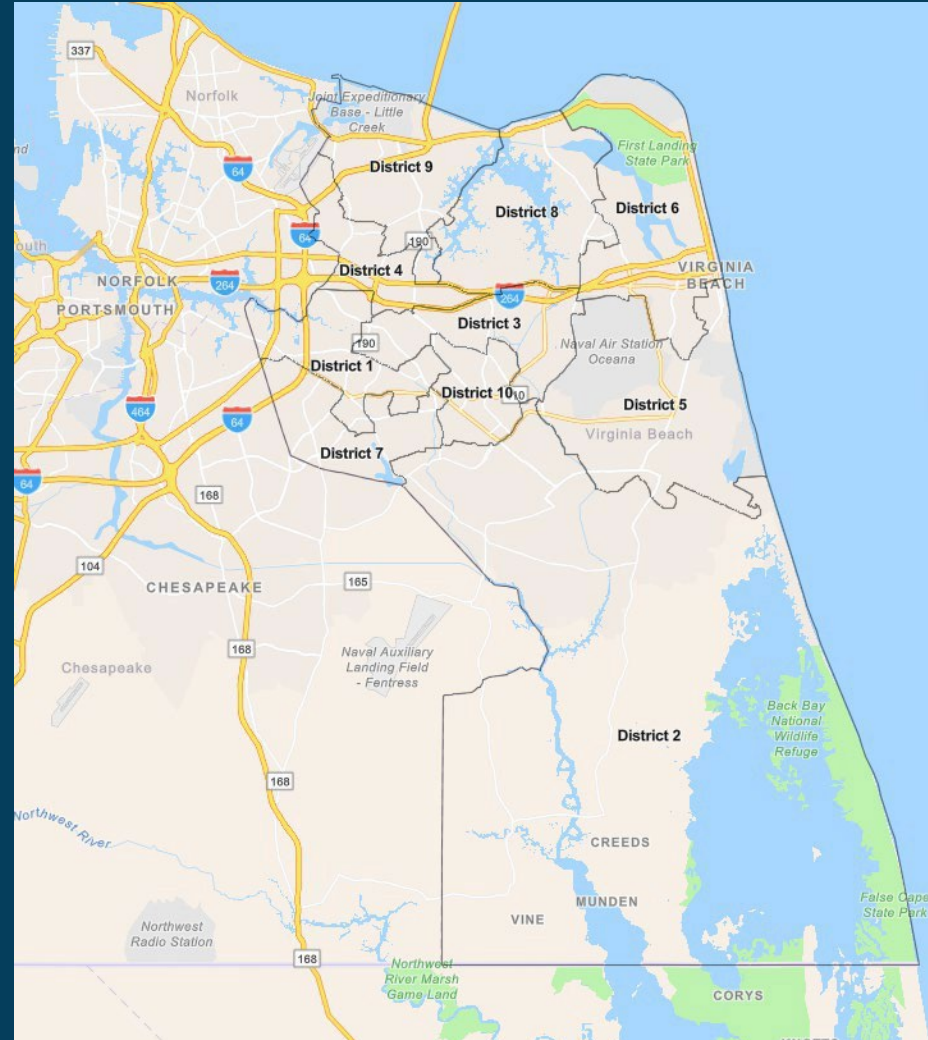 337
Norfolk
Joint Expeditionary
Base - Little
Creek
64
District 9
First Landing
State Park
District 8
District 6
64
190
District 4
VIRGINIA
BEACH
NORFOLK
264
264
PORTSMOUTH
District 3
190
Naval Air Station
Oceana
District 1
District 10
464
64
District 5
Virginia Beach
District 7
64
168
104
CHESAPEAKE
165
168
Naval Auxiliary
Landing Field
- Fentress
Chesapeake
Back Bay
National
Wildlife
Refuge
District 2
168
Northwest River
CREEDS
MUNDEN
False Cape
State Park
VINE
Northwest
Radio Station
168
Northwest
River Marsh
Game Land
CORYS